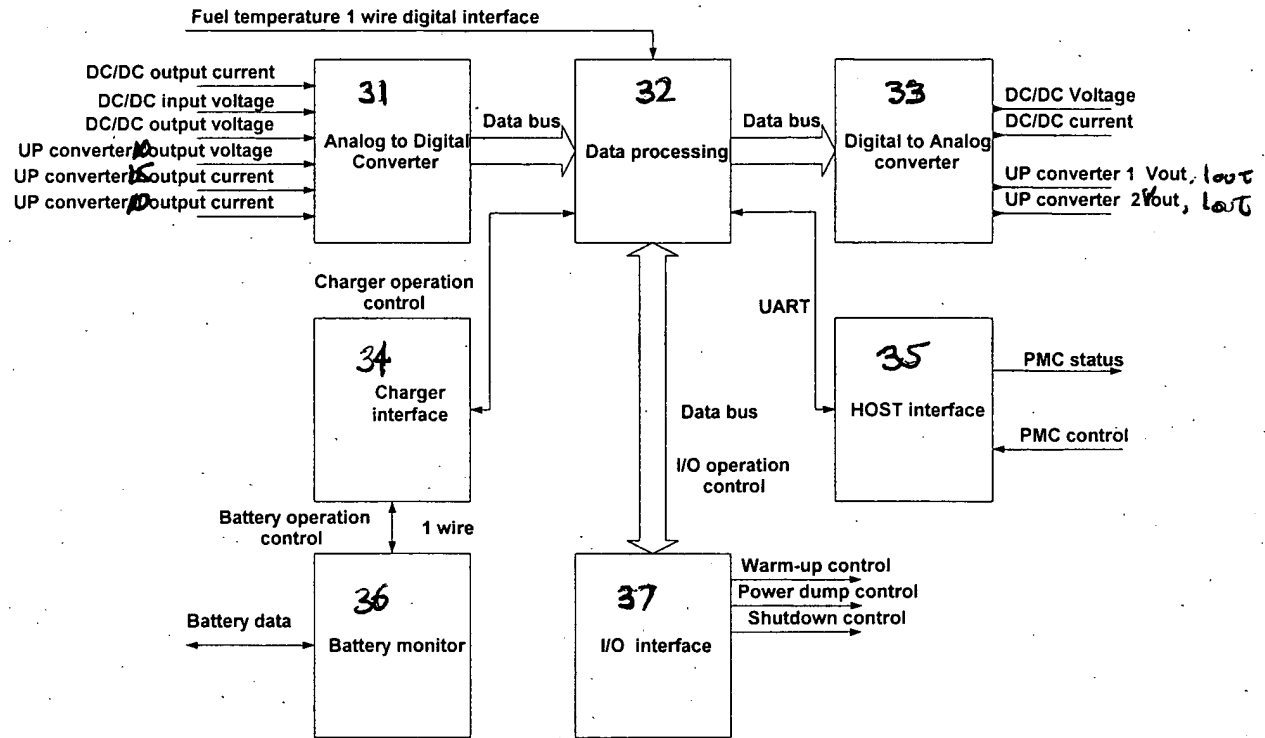 Fuel temperature 1 wire digital interface
DC/DC output current
DC/DC input voltage
DC/DC output voltage
UP converter 10 output voltage
UP converter 15 output current
UP converter 10 output current
31
Analog to Digital
Converter
Data bus
32
Data processing
Data bus
33
Digital to Analog
converter
DC/DC Voltage
DC/DC current
UP converter 1 Vout, Iout
UP converter 2 Vout, Iout
Charger operation
control
UART
34
Charger
interface
35
HOST interface
PMC status
PMC control
Data bus
I/O operation
control
Battery operation
control
1 wire
36
Battery monitor
Battery data
37
I/O interface
Warm-up control
Power dump control
Shutdown control